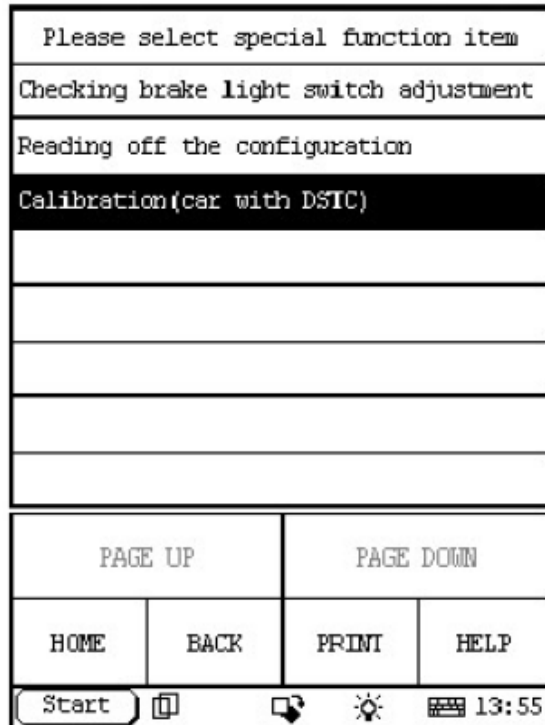 Please select special function item
Checking brake light switch adjustment
Reading off the configuration
Calibration(car with DSTC)
PAGE UP
PAGE DOWN
HOME
BACK
PRINT
HELP
Start
13:55